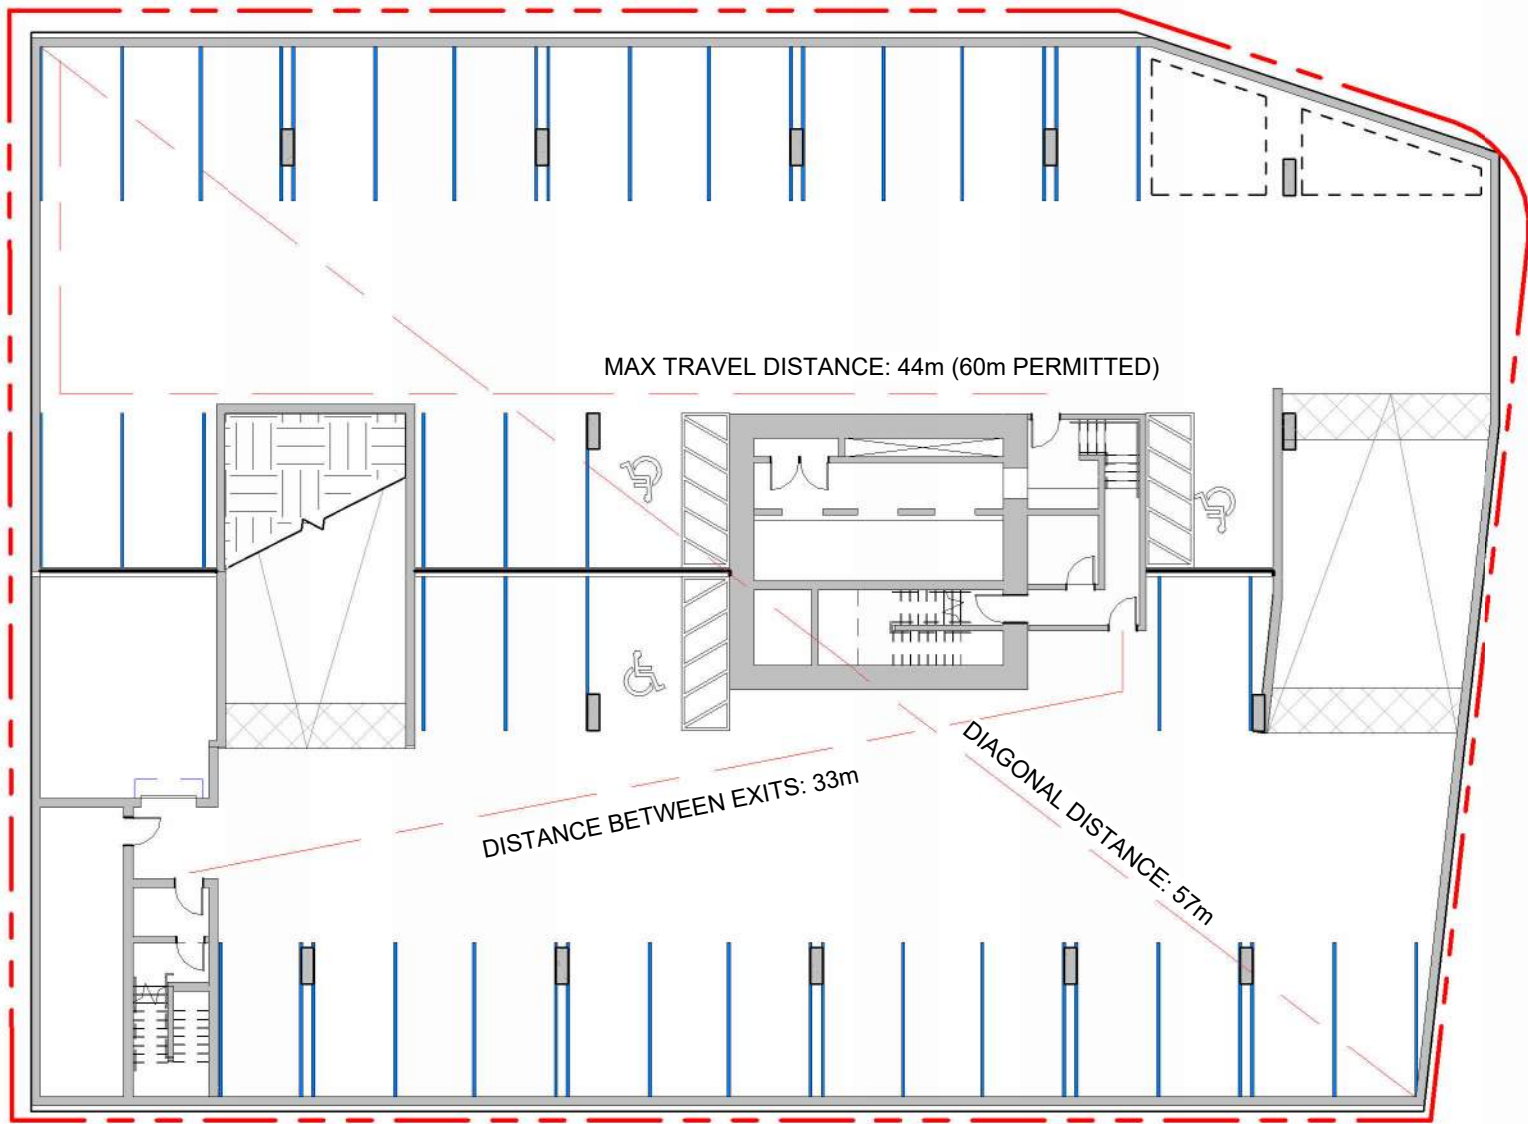 MAX TRAVEL DISTANCE: 44m (60m PERMITTED)
DISTANCE BETWEEN EXITS: 33m
DIAGONAL DISTANCE: 57m